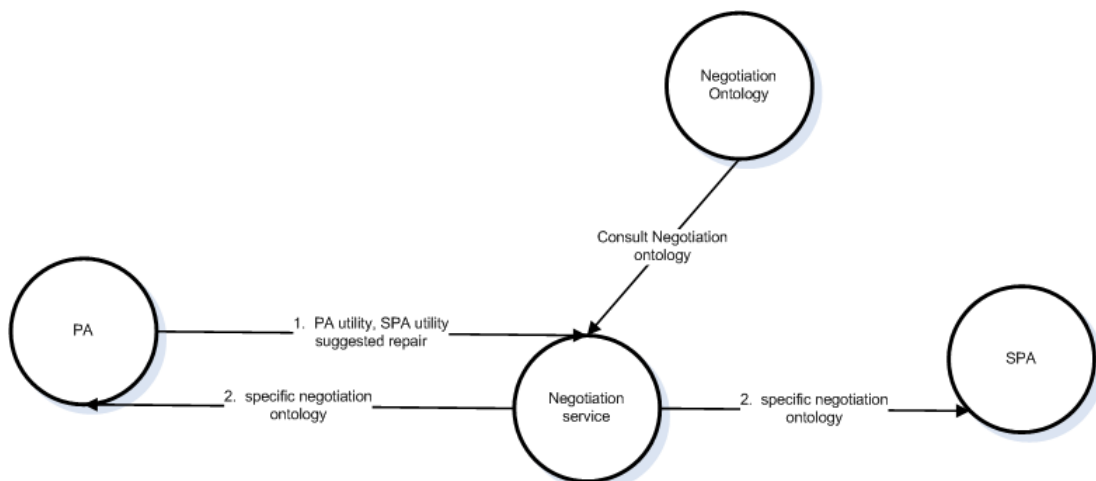 Negotiation
Ontology
Consult Negotiation
ontology
PA
1. PA utility, SPA utility
suggested repair
SPA
2. specific negotiation
ontology
Negotiation
service
2. specific negotiation
ontology